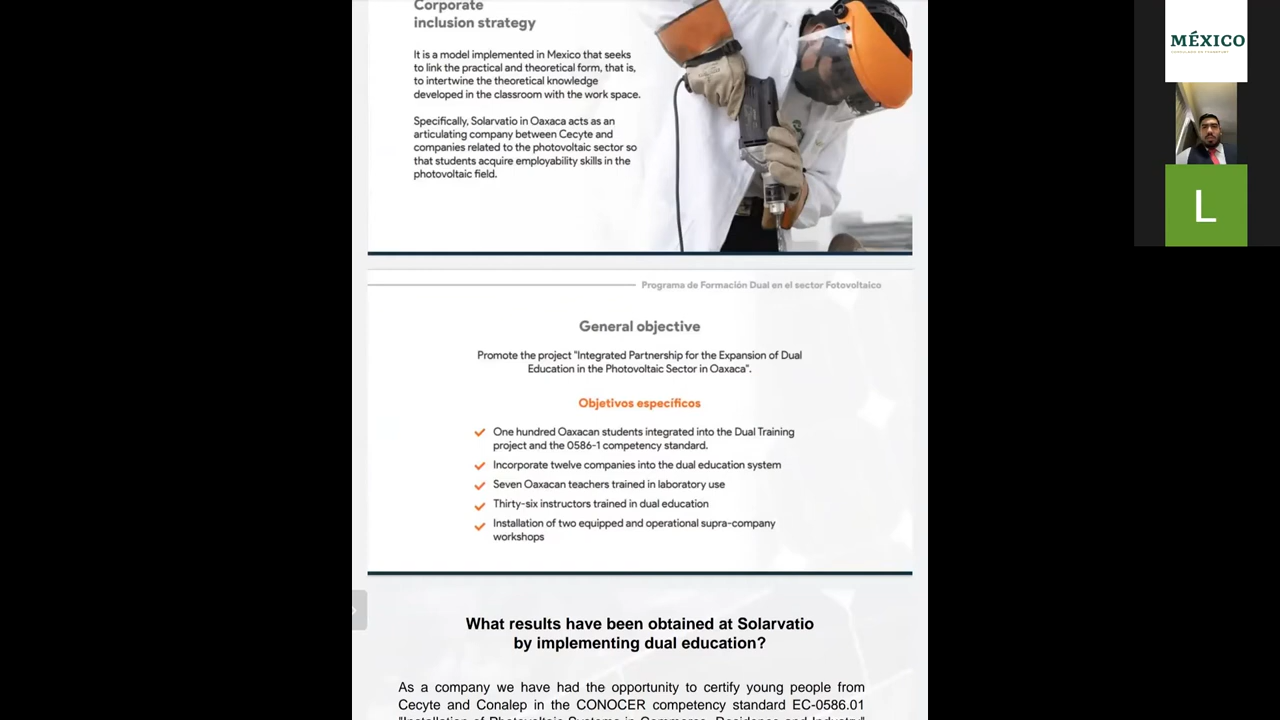 Corporate
inclusion strategy
It is a model implemented in Mexico that seeks
to link the practical and theoretical form, that is,
to intertwine the theoretical knowledge
developed in the classroom with the work space.
Specifically, Solarvatio in Oaxaca acts as an
articulating company between Cecyte and
companies related to the photovoltaic sector so
that students acquire employability skills in the
photovoltaic field.
Programa de Formación Dual en el sector Fotovoltaico
General objective
Promote the project "Integrated Partnership for the Expansion of Dual
Education in the Photovoltaic Sector in Oaxaca".
Objetivos específicos
One hundred Oaxacan students integrated into the Dual Training
project and the 0586-1 competency standard.
Incorporate twelve companies into the dual education system
Seven Oaxacan teachers trained in laboratory use
Thirty-six instructors trained in dual education
Installation of two equipped and operational supra-company
workshops
What results have been obtained at Solarvatio
by implementing dual education?
As a company we have had the opportunity to certify young people from
Cecyte and Conalep in the CONOCER competency standard EC-0586.01
"Installation of Photovoltaic Systems in Commerce, Residence and Industry"
MÉXICO
L